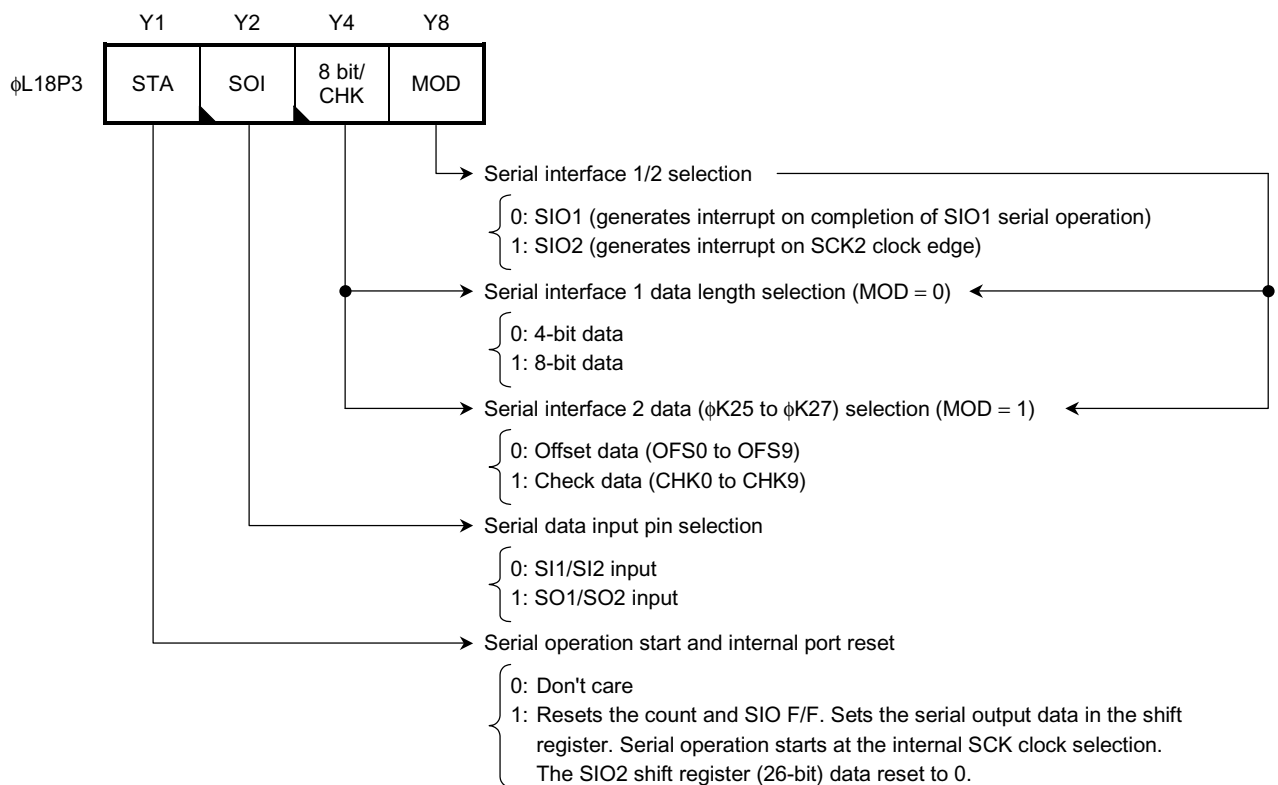 Y1 Y2 Y4 Y8
ϕL18P3 STA SOI 8 bit/ CHK MOD
Serial interface 1/2 selection
0: SIO1 (generates interrupt on completion of SIO1 serial operation)
1: SIO2 (generates interrupt on SCK2 clock edge)
Serial interface 1 data length selection (MOD = 0)
0: 4-bit data
1: 8-bit data
Serial interface 2 data (ϕK25 to ϕK27) selection (MOD = 1)
0: Offset data (OFS0 to OFS9)
1: Check data (CHK0 to CHK9)
Serial data input pin selection
0: SI1/SI2 input
1: SO1/SO2 input
Serial operation start and internal port reset
0: Don't care
1: Resets the count and SIO F/F. Sets the serial output data in the shift
register. Serial operation starts at the internal SCK clock selection.
The SIO2 shift register (26-bit) data reset to 0.